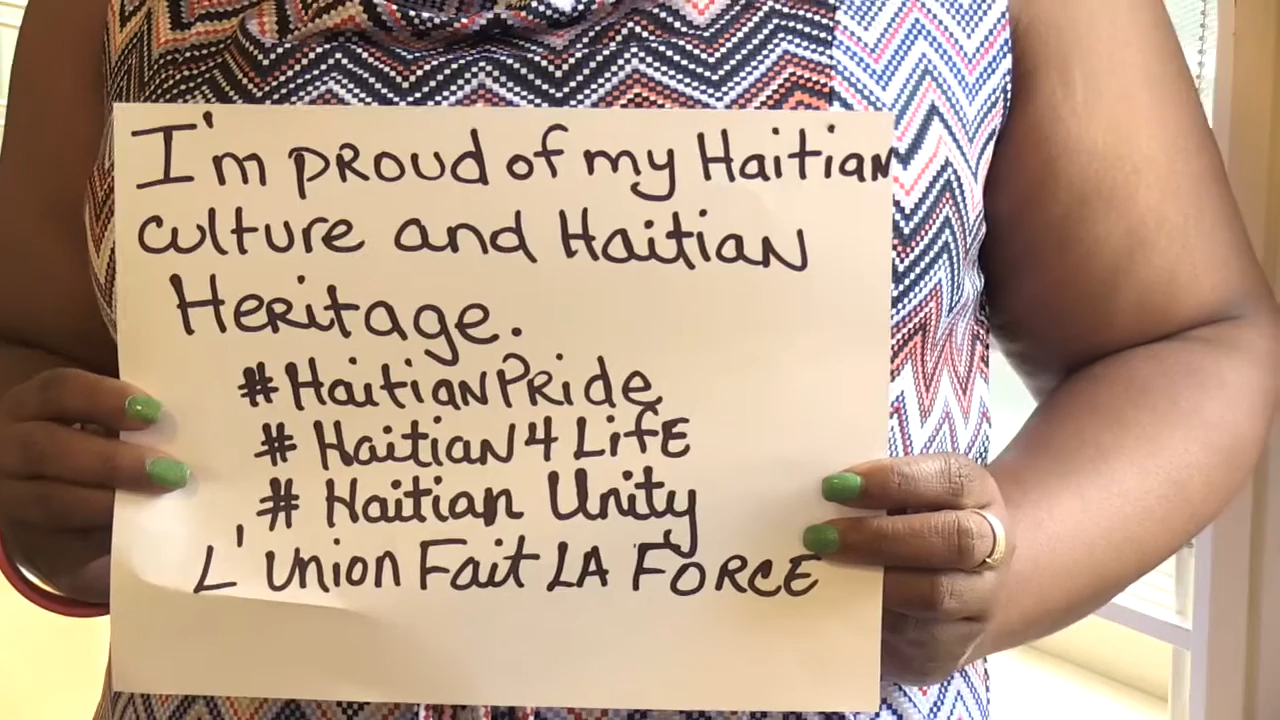 I'm proud of my Haitian
culture and Haitian
Heritage.
#HaitianPride
# Haitian4Life
# Haitian Unity
L'Union Fait LA FORCE